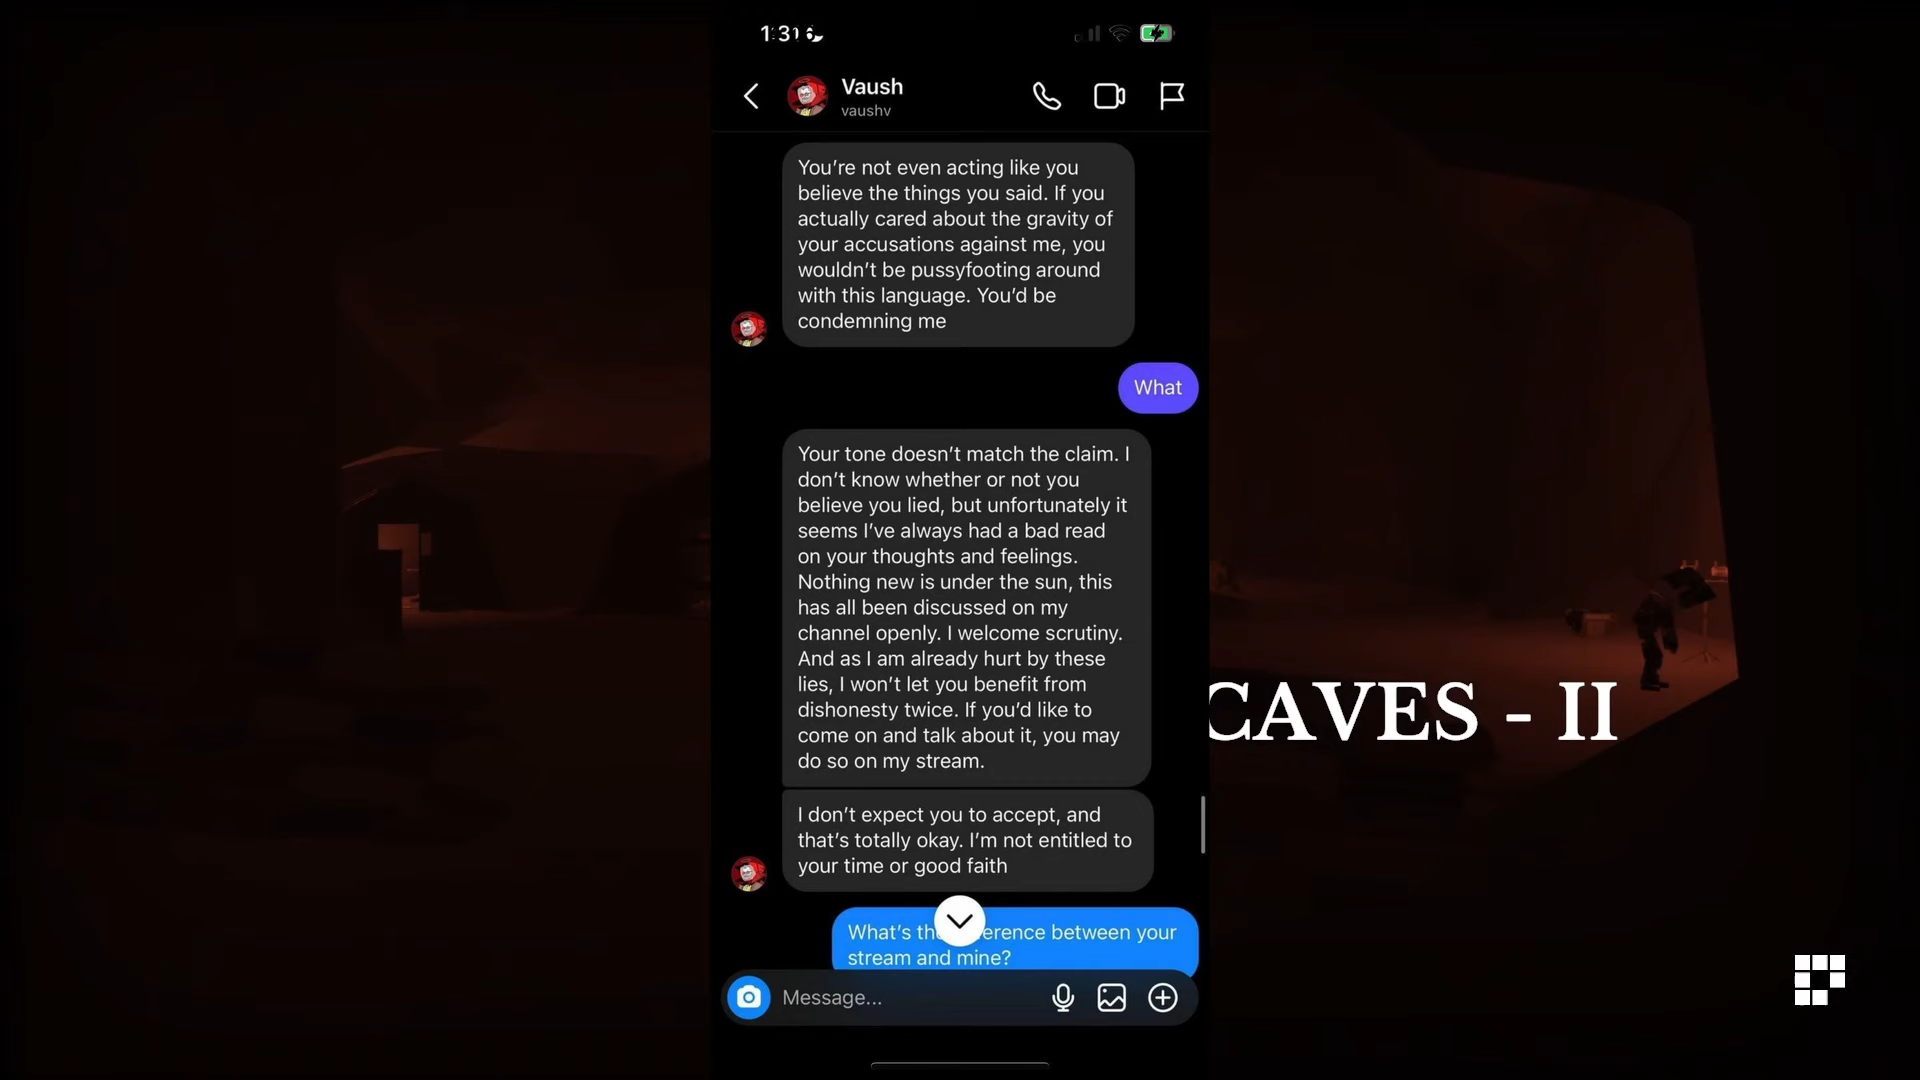 1:31
Vaush
vaushv
You're not even acting like you
believe the things you said. If you
actually cared about the gravity of
your accusations against me, you
wouldn't be pussyfooting around
with this language. You'd be
condemning me
What
Your tone doesn't match the claim. I
don't know whether or not you
believe you lied, but unfortunately it
seems I've always had a bad read
on your thoughts and feelings.
Nothing new is under the sun, this
has all been discussed on my
channel openly. I welcome scrutiny.
And as I am already hurt by these
lies, I won't let you benefit from
dishonesty twice. If you'd like to
come on and talk about it, you may
do so on my stream.
CAVES - II
I don't expect you to accept, and
that's totally okay. I'm not entitled to
your time or good faith
What's between your
stream and mine?
Message...